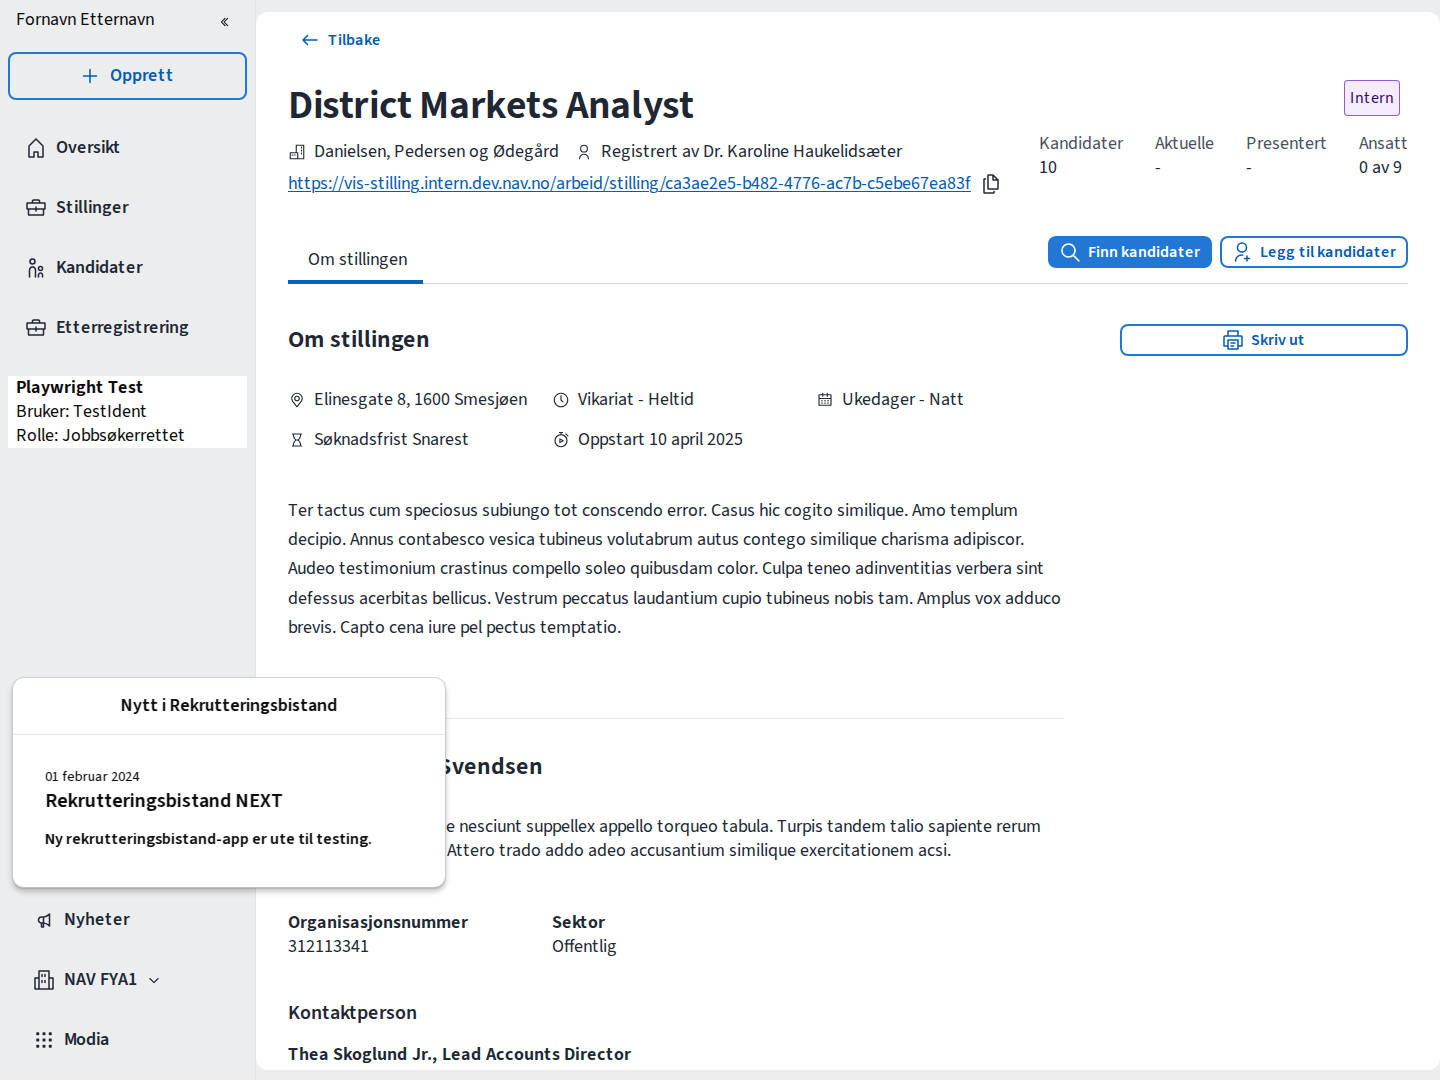 Fornavn Etternavn
Opprett
Oversikt
Stillinger
Kandidater
Etterregistrering
Playwright Test
Bruker: TestIdent
Rolle: Jobbsøkerrettet
Nytt i Rekrutteringsbistand
01 februar 2024
Rekrutteringsbistand NEXT
Ny rekrutteringsbistand-app er ute til testing.
Nyheter
NAV FYA1
Media
Tilbake
District Markets Analyst
Intern
Danielsen, Pedersen og Ødegård Registrert av Dr. Karoline Haukelidsæter
https://vis-stilling.intern.dev.nav.no/arbeid/stilling/ca3ae2e5-b482-4776-ac7b-c5ebe67ea83f
Kandidater Aktuelle Presentert Ansatt
10 - - 0 av 9
Om stillingen
Finn kandidater
Legg til kandidater
Om stillingen
Skriv ut
Elinesgate 8, 1600 Smesjøen Vikariat - Heltid Ukedager - Natt
Søknadsfrist Snarest Oppstart 10 april 2025
Ter tactus cum speciosus subiungo tot conscendo error. Casus hic cogito similique. Amo templum
decipio. Annus contabesco vesica tubineus volutabrum autus contego similique charisma adipiscor.
Audeo testimonium crastinus compello soleo quibusdam color. Culpa teneo adinventitias verbera sint
defessus acerbitas bellicus. Vestrum peccatus laudantium cupio tubineus nobis tam. Amplus vox adduco
brevis. Capto cena iure pel pectus temptatio.
Svendsen
nesciunt suppellex appello torqueo tabula. Turpis tandem talio sapiente rerum
Attero trado addo adeo accusantium similique exercitationem acsi.
Organisasjonsnummer Sektor
312113341 Offentlig
Kontaktperson
Thea Skoglund Jr., Lead Accounts Director